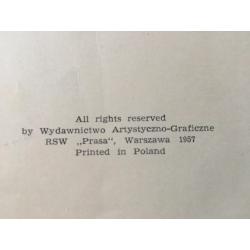 All rights reserved
by Wydawnictwo Artystyczno-Graficzne
RSW „Prasa”, Warszawa 1957
Printed in Poland